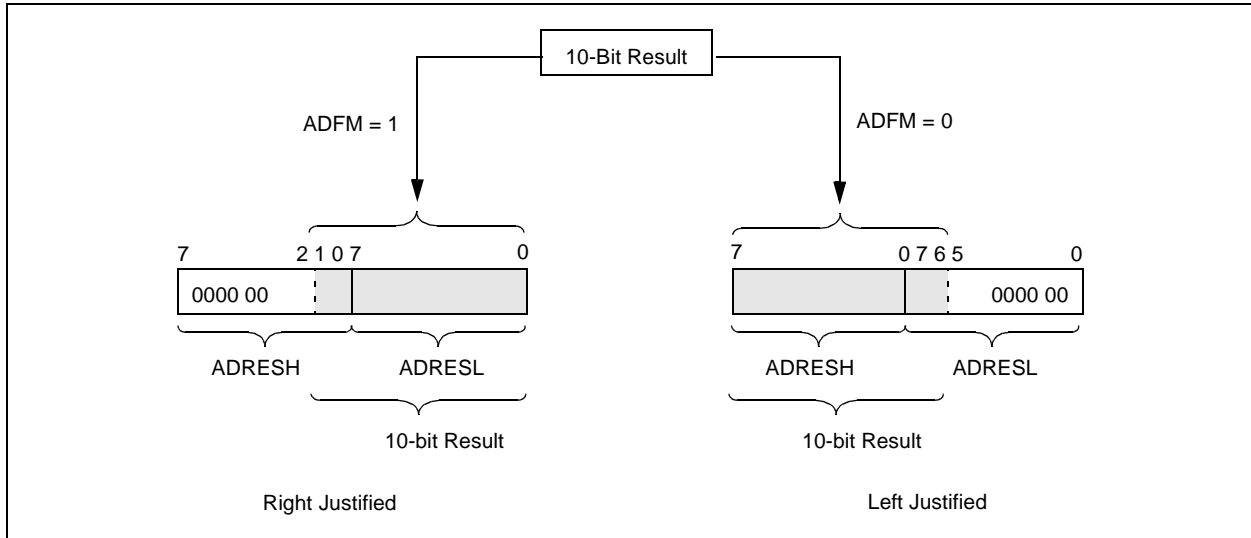 10-Bit Result
ADFM = 1
ADFM = 0
7 2 1 0 7 0
7 0 7 6 5 0
0000 00
0000 00
ADRESH ADRESL
ADRESH ADRESL
10-bit Result
10-bit Result
Right Justified
Left Justified